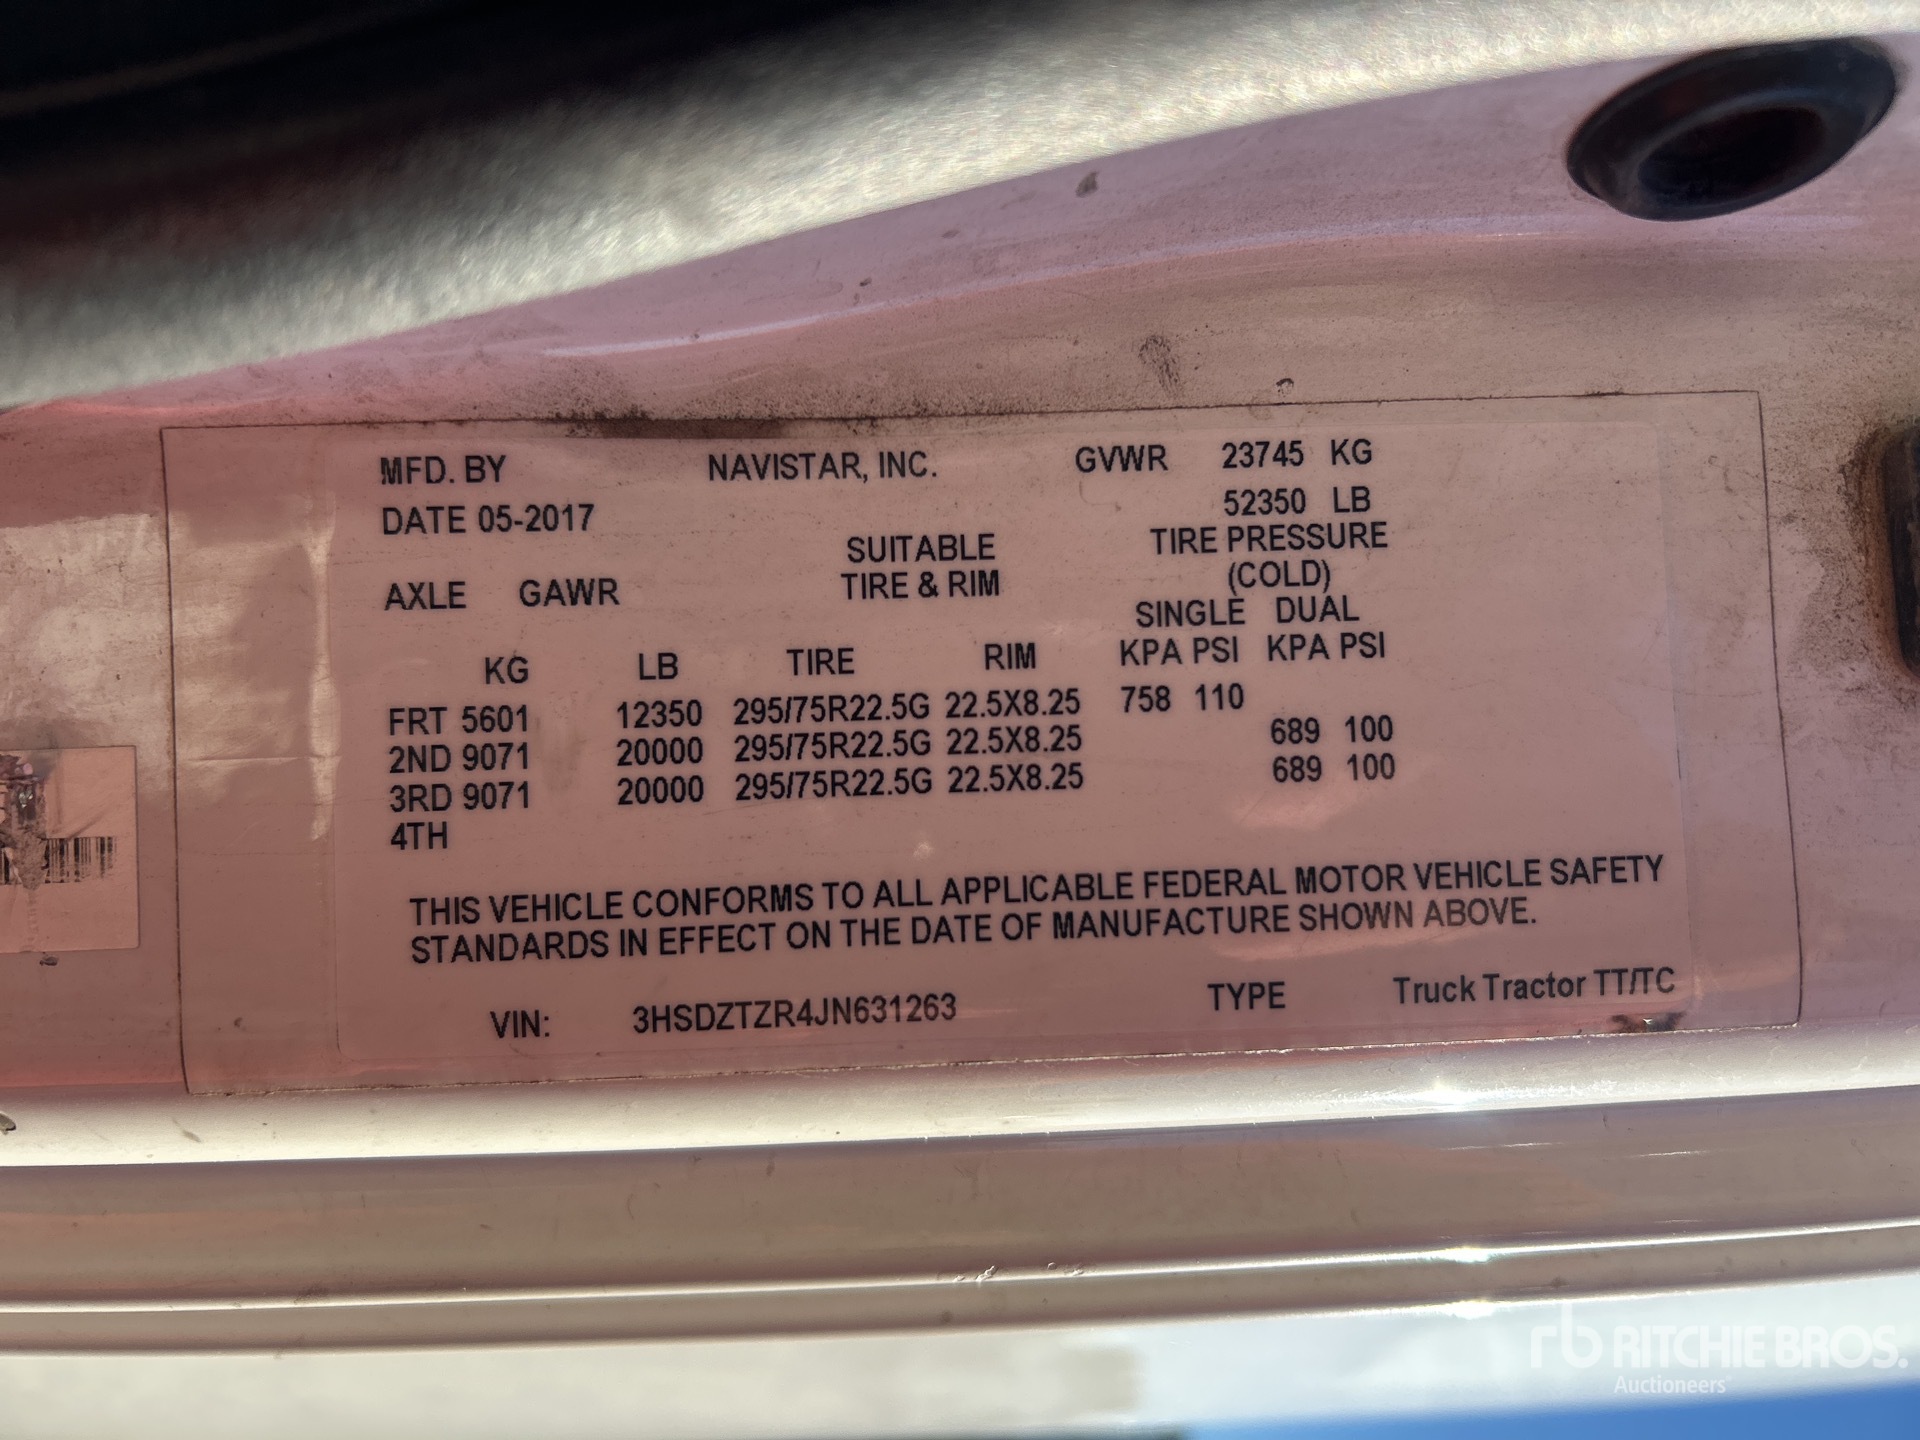 MFD. BY NAVISTAR, INC. GVWR 23745 KG
DATE 05-2017 52350 LB
SUITABLE TIRE PRESSURE
AXLE GAWR TIRE & RIM (COLD)
SINGLE DUAL
KG LB TIRE RIM KPA PSI KPA PSI
FRT 5601 12350 295/75R22.5G 22.5X8.25 758 110
2ND 9071 20000 295/75R22.5G 22.5X8.25 689 100
3RD 9071 20000 295/75R22.5G 22.5X8.25 689 100
4TH
THIS VEHICLE CONFORMS TO ALL APPLICABLE FEDERAL MOTOR VEHICLE SAFETY
STANDARDS IN EFFECT ON THE DATE OF MANUFACTURE SHOWN ABOVE.
VIN: 3HSDZTZR4JN631263 TYPE Truck Tractor TT/TC
rb RITCHIE BROS.
Auctioneers